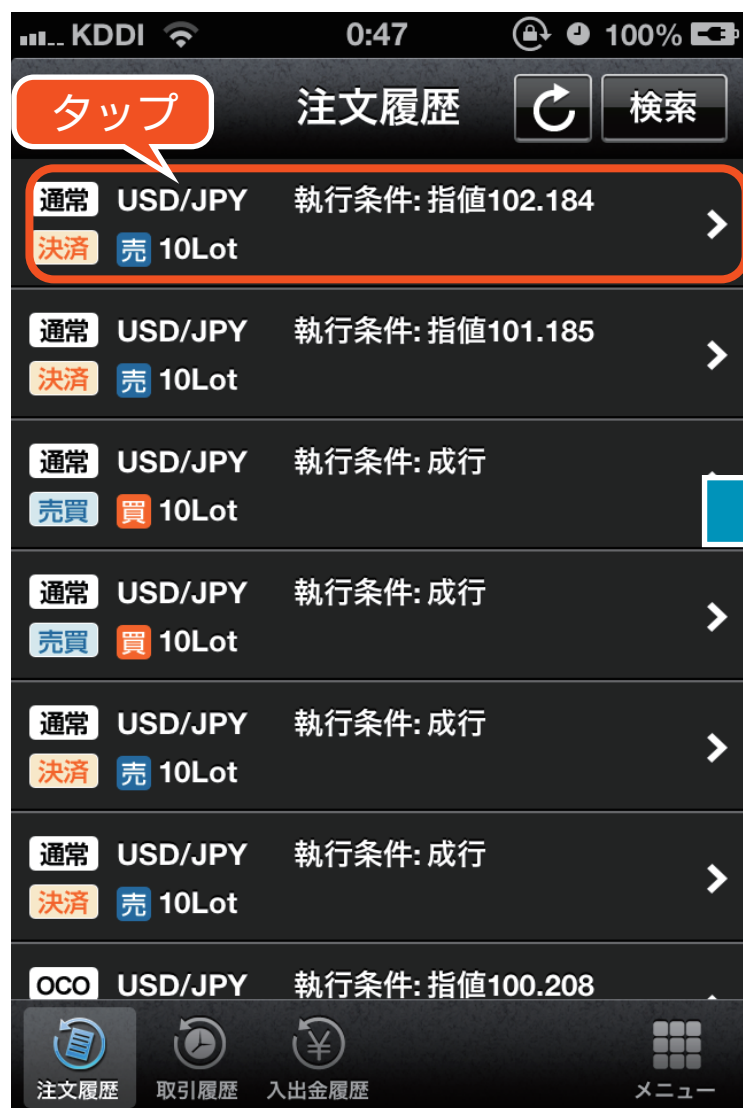 KDDI 0:47 100%
タップ 注文履歴 検索
通常 USD/JPY 執行条件: 指値102.184
決済 売 10Lot
通常 USD/JPY 執行条件: 指値101.185
決済 売 10Lot
通常 USD/JPY 執行条件: 成行
売買 買 10Lot
通常 USD/JPY 執行条件: 成行
売買 買 10Lot
通常 USD/JPY 執行条件: 成行
決済 売 10Lot
通常 USD/JPY 執行条件: 成行
決済 売 10Lot
OCO USD/JPY 執行条件: 指値100.208
注文履歴 取引履歴 入出金履歴 メニュー